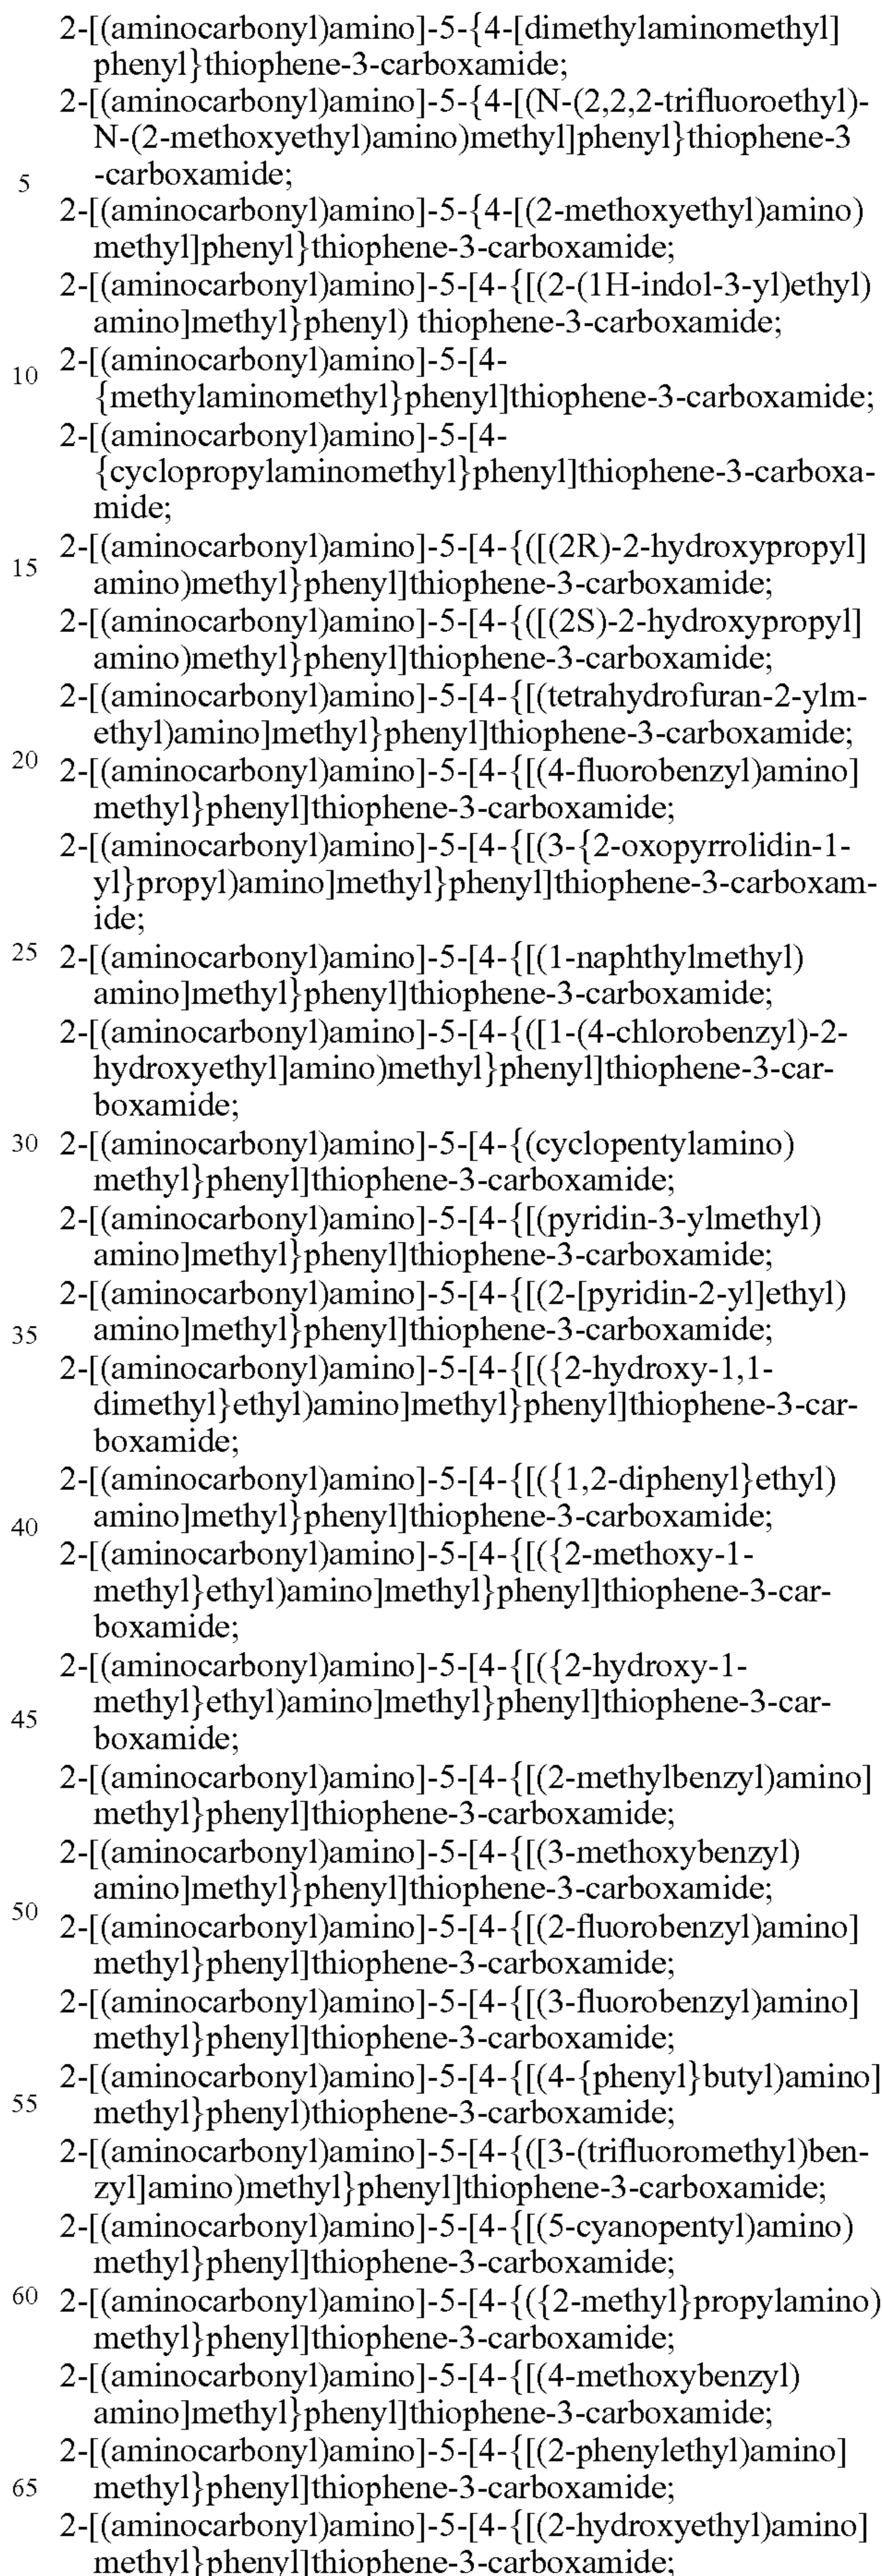 2-[(aminocarbonyl)amino]-5-{4-[dimethylaminomethyl]
phenyl}thiophene-3-carboxamide;
2-[(aminocarbonyl)amino]-5-{4-[(N-(2,2,2-trifluoroethyl)-
N-(2-methoxyethyl)amino)methyl]phenyl}thiophene-3
5 -carboxamide;
2-[(aminocarbonyl)amino]-5-{4-[(2-methoxyethyl)amino)
methyl]phenyl}thiophene-3-carboxamide;
2-[(aminocarbonyl)amino]-5-[4-{[(2-(1H-indol-3-yl)ethyl)
amino]methyl}phenyl) thiophene-3-carboxamide;
10 2-[(aminocarbonyl)amino]-5-[4-
{methylaminomethyl}phenyl]thiophene-3-carboxamide;
2-[(aminocarbonyl)amino]-5-[4-
{cyclopropylaminomethyl}phenyl]thiophene-3-carboxa-
mide;
15 2-[(aminocarbonyl)amino]-5-[4-{([(2R)-2-hydroxypropyl]
amino)methyl}phenyl]thiophene-3-carboxamide;
2-[(aminocarbonyl)amino]-5-[4-{([(2S)-2-hydroxypropyl]
amino)methyl}phenyl]thiophene-3-carboxamide;
2-[(aminocarbonyl)amino]-5-[4-{[(tetrahydrofuran-2-ylm-
ethyl)amino]methyl}phenyl]thiophene-3-carboxamide;
20 2-[(aminocarbonyl)amino]-5-[4-{[(4-fluorobenzyl)amino]
methyl}phenyl]thiophene-3-carboxamide;
2-[(aminocarbonyl)amino]-5-[4-{[(3-{2-oxopyrrolidin-1-
yl}propyl)amino]methyl}phenyl]thiophene-3-carboxam-
ide;
25 2-[(aminocarbonyl)amino]-5-[4-{[(1-naphthylmethyl)
amino]methyl}phenyl]thiophene-3-carboxamide;
2-[(aminocarbonyl)amino]-5-[4-{([1-(4-chlorobenzyl)-2-
hydroxyethyl]amino)methyl}phenyl]thiophene-3-car-
boxamide;
30 2-[(aminocarbonyl)amino]-5-[4-{(cyclopentylamino)
methyl}phenyl]thiophene-3-carboxamide;
2-[(aminocarbonyl)amino]-5-[4-{[(pyridin-3-ylmethyl)
amino]methyl}phenyl]thiophene-3-carboxamide;
2-[(aminocarbonyl)amino]-5-[4-{[(2-[pyridin-2-yl]ethyl)
35 amino]methyl}phenyl]thiophene-3-carboxamide;
2-[(aminocarbonyl)amino]-5-[4-{[({2-hydroxy-1,1-
dimethyl}ethyl)amino]methyl}phenyl]thiophene-3-car-
boxamide;
2-[(aminocarbonyl)amino]-5-[4-{[({1,2-diphenyl}ethyl)
40 amino]methyl}phenyl]thiophene-3-carboxamide;
2-[(aminocarbonyl)amino]-5-[4-{[({2-methoxy-1-
methyl}ethyl)amino]methyl}phenyl]thiophene-3-car-
boxamide;
2-[(aminocarbonyl)amino]-5-[4-{[({2-hydroxy-1-
methyl}ethyl)amino]methyl}phenyl]thiophene-3-car-
45 boxamide;
2-[(aminocarbonyl)amino]-5-[4-{[(2-methylbenzyl)amino]
methyl}phenyl]thiophene-3-carboxamide;
2-[(aminocarbonyl)amino]-5-[4-{[(3-methoxybenzyl)
amino]methyl}phenyl]thiophene-3-carboxamide;
50 2-[(aminocarbonyl)amino]-5-[4-{[(2-fluorobenzyl)amino]
methyl}phenyl]thiophene-3-carboxamide;
2-[(aminocarbonyl)amino]-5-[4-{[(3-fluorobenzyl)amino]
methyl}phenyl]thiophene-3-carboxamide;
2-[(aminocarbonyl)amino]-5-[4-{[(4-{phenyl}butyl)amino]
55 methyl}phenyl)thiophene-3-carboxamide;
2-[(aminocarbonyl)amino]-5-[4-{([3-(trifluoromethyl)ben-
zyl]amino)methyl}phenyl]thiophene-3-carboxamide;
2-[(aminocarbonyl)amino]-5-[4-{[(5-cyanopentyl)amino)
methyl}phenyl]thiophene-3-carboxamide;
60 2-[(aminocarbonyl)amino]-5-[4-{({2-methyl}propylamino)
methyl}phenyl]thiophene-3-carboxamide;
2-[(aminocarbonyl)amino]-5-[4-{[(4-methoxybenzyl)
amino]methyl}phenyl]thiophene-3-carboxamide;
2-[(aminocarbonyl)amino]-5-[4-{[(2-phenylethyl)amino]
65 methyl}phenyl]thiophene-3-carboxamide;
2-[(aminocarbonyl)amino]-5-[4-{[(2-hydroxyethyl)amino]
methyl}phenyl]thiophene-3-carboxamide;